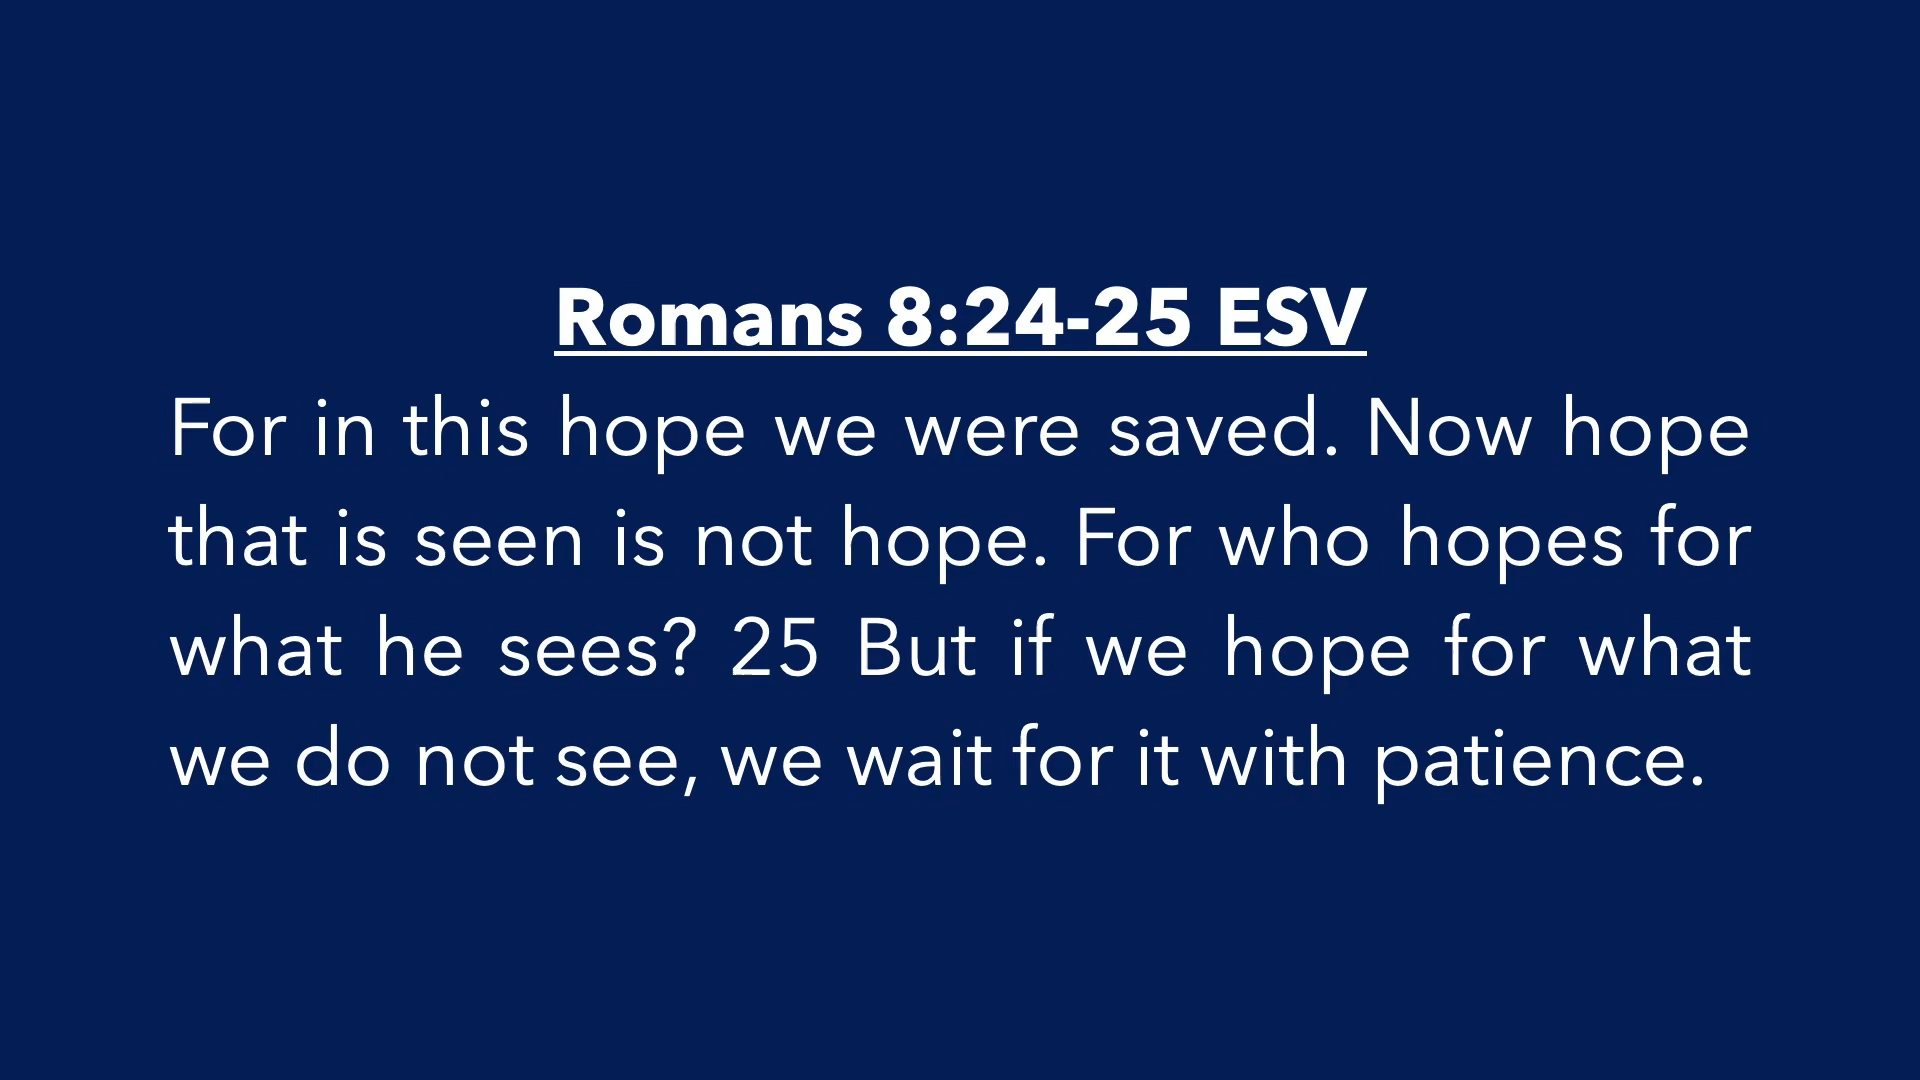 Romans 8:24-25 ESV
For in this hope we were saved. Now hope
that is seen is not hope. For who hopes for
what he sees? 25 But if we hope for what
we do not see, we wait for it with patience.